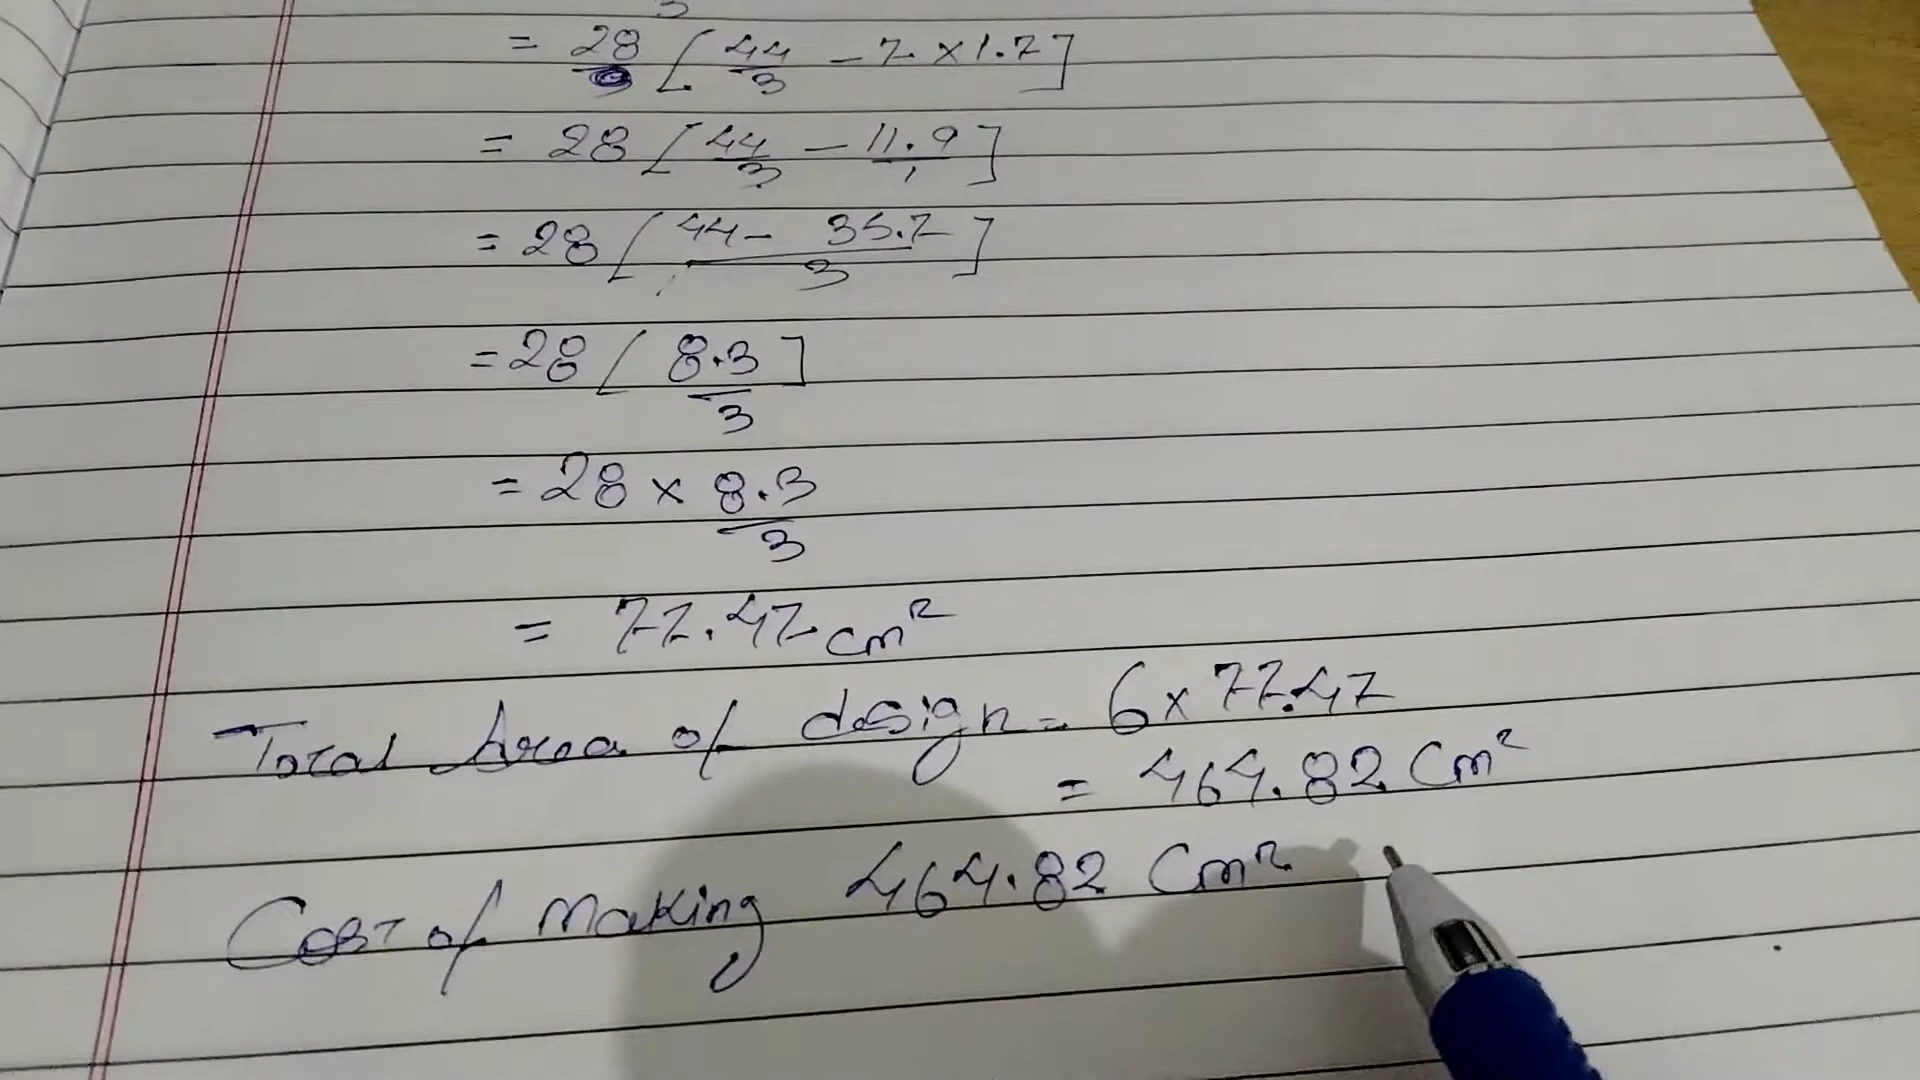 3
= 28/3 [ 44/3 - 7 × 1.7 ]
= 28 [ 44/3 - 11.9/1 ]
= 28 [ 44 - 35.7 / 3 ]
= 28 [ 8.3/3 ]
= 28 × 8.3/3
= 77.47 cm²
Total Area of design = 6 × 77.47
= 464.82 Cm²
Cost of Making 464.82 Cm²